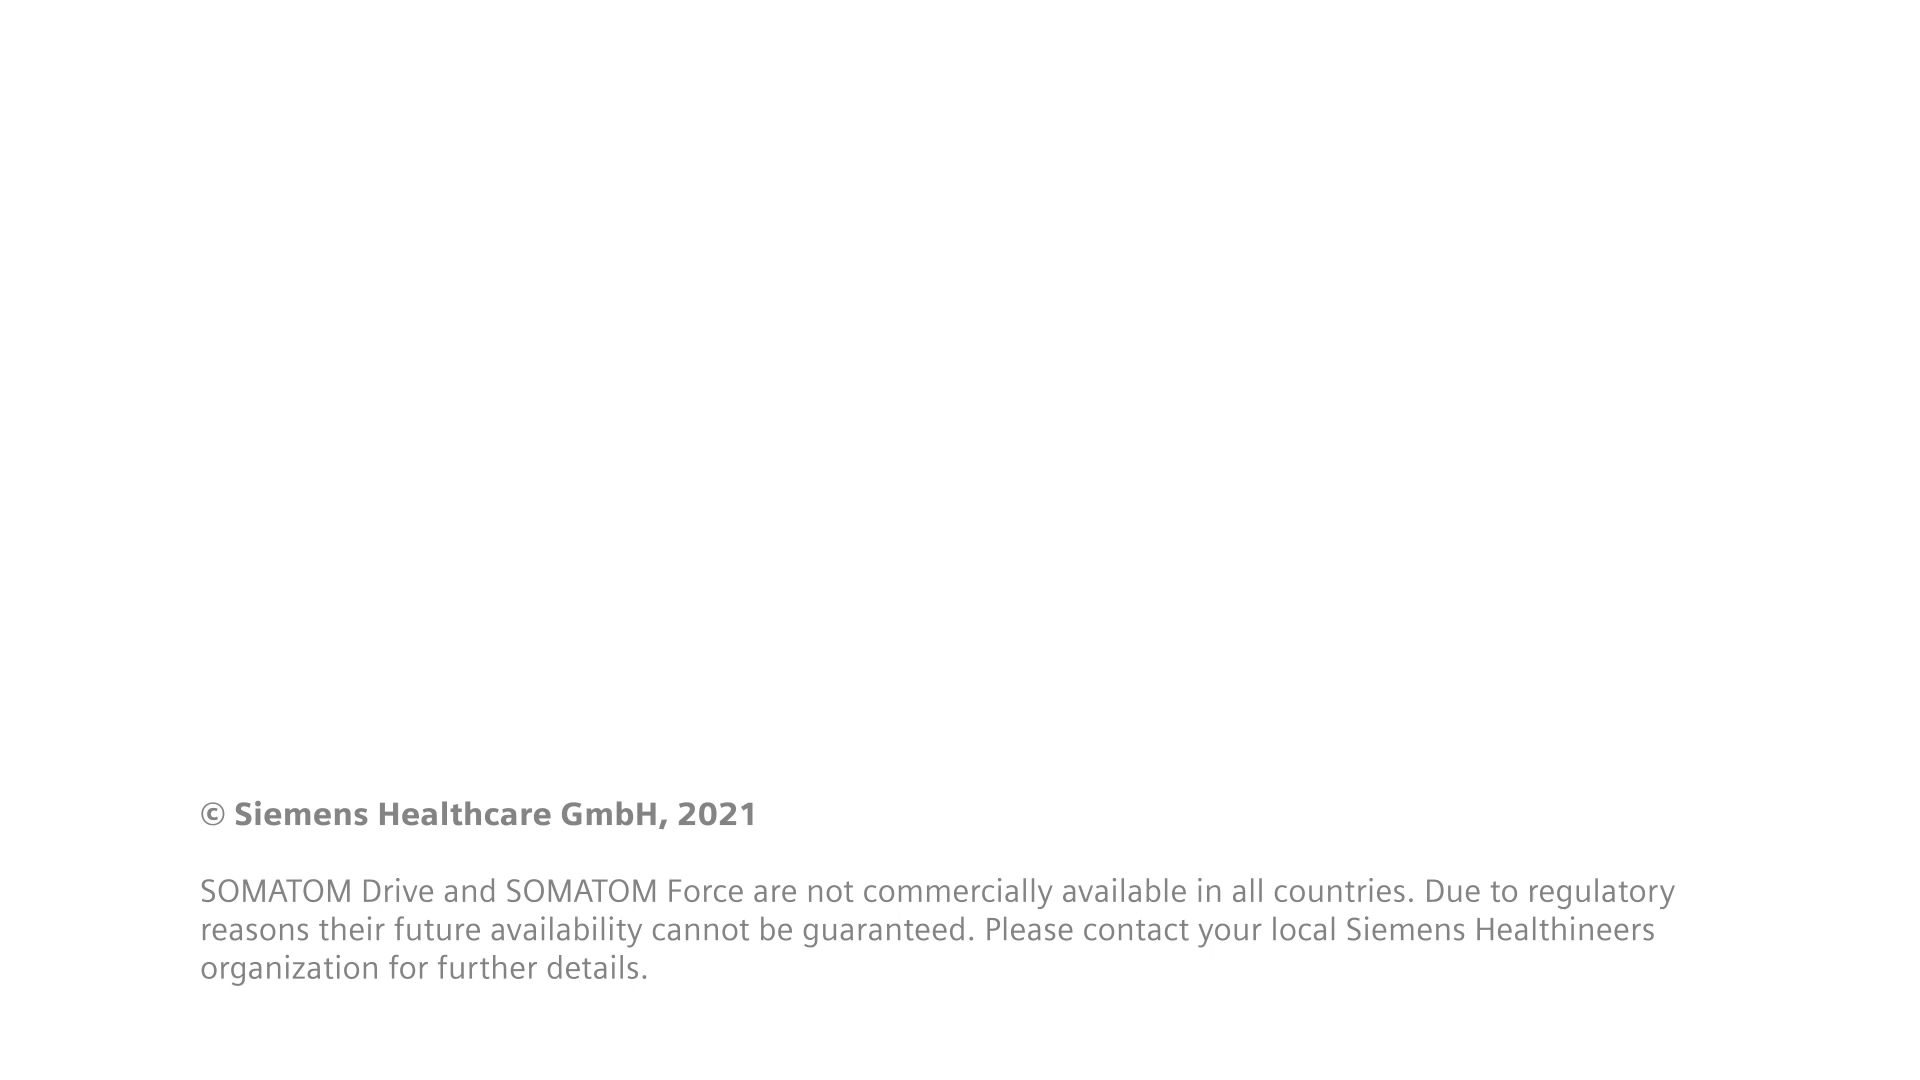 © Siemens Healthcare GmbH, 2021
SOMATOM Drive and SOMATOM Force are not commercially available in all countries. Due to regulatory
reasons their future availability cannot be guaranteed. Please contact your local Siemens Healthineers
organization for further details.